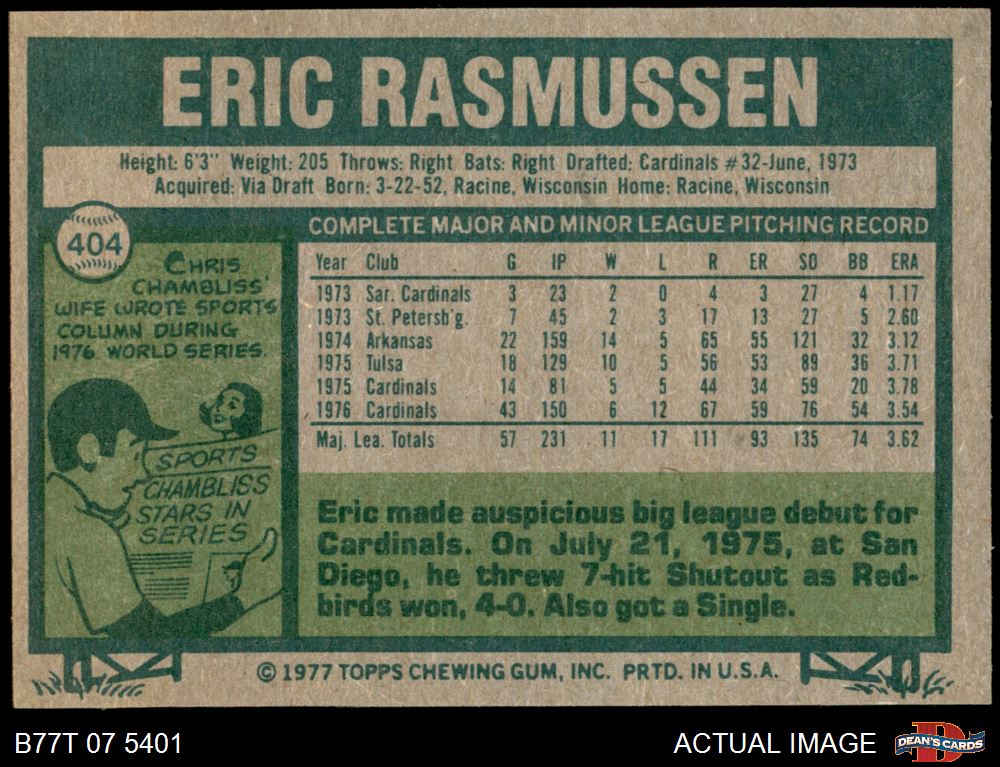 ERIC RASMUSSEN
Height: 6'3" Weight: 205 Throws: Right Bats: Right Drafted: Cardinals #32-June, 1973
Acquired: Via Draft Born: 3-22-52, Racine, Wisconsin Home: Racine, Wisconsin
404
CHRIS
CHAMBLISS'
WIFE WROTE SPORTS
COLUMN DURING
1976 WORLD SERIES.
SPORTS
CHAMBLISS
STARS IN
SERIES
COMPLETE MAJOR AND MINOR LEAGUE PITCHING RECORD
Year Club G IP W L R ER SO BB ERA
1973 Sar. Cardinals 3 23 2 0 4 3 27 4 1.17
1973 St. Petersb'g. 7 45 2 3 17 13 27 5 2.60
1974 Arkansas 22 159 14 5 65 55 121 32 3.12
1975 Tulsa 18 129 10 5 56 53 89 36 3.71
1975 Cardinals 14 81 5 5 44 34 59 20 3.78
1976 Cardinals 43 150 6 12 67 59 76 54 3.54
Maj. Lea. Totals 57 231 11 17 111 93 135 74 3.62
Eric made auspicious big league debut for
Cardinals. On July 21, 1975, at San
Diego, he threw 7-hit Shutout as Red-
birds won, 4-0. Also got a Single.
© 1977 TOPPS CHEWING GUM, INC. PRTD. IN U.S.A.
B77T 07 5401
ACTUAL IMAGE
D
DEAN'S CARDS